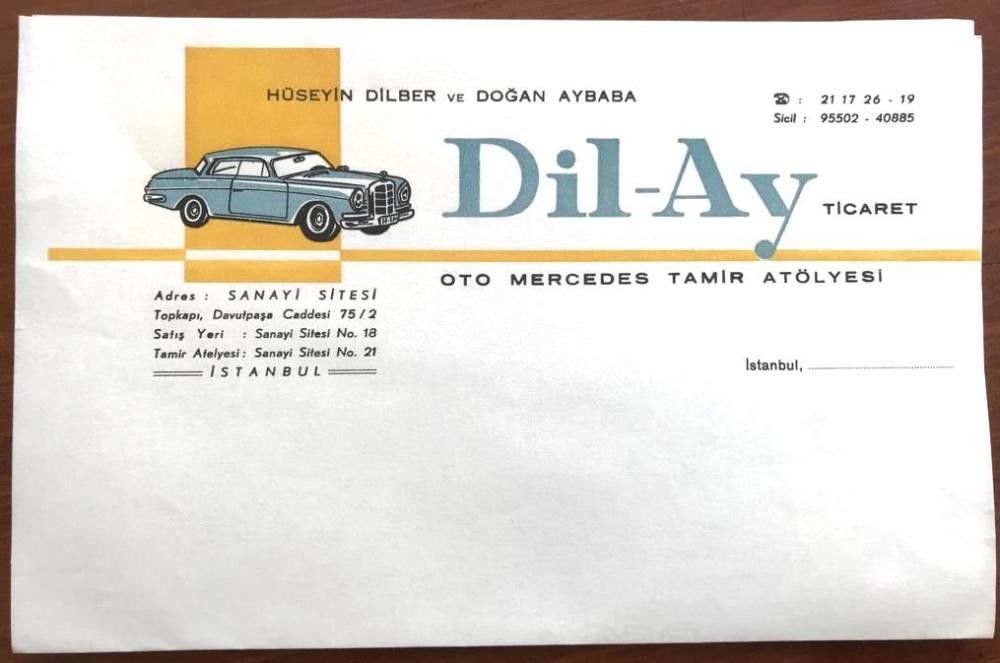 HÜSEYİN DİLBER VE DOĞAN AYBABA
☎ : 21 17 26 - 19
Sicil : 95502 - 40885
Dil-Ay TİCARET
OTO MERCEDES TAMİR ATÖLYESİ
Adres : SANAYİ SİTESİ
Topkapı, Davutpaşa Caddesi 75/2
Satış Yeri : Sanayi Sitesi No. 18
Tamir Atelyesi : Sanayi Sitesi No. 21
İSTANBUL
İstanbul, ........................................